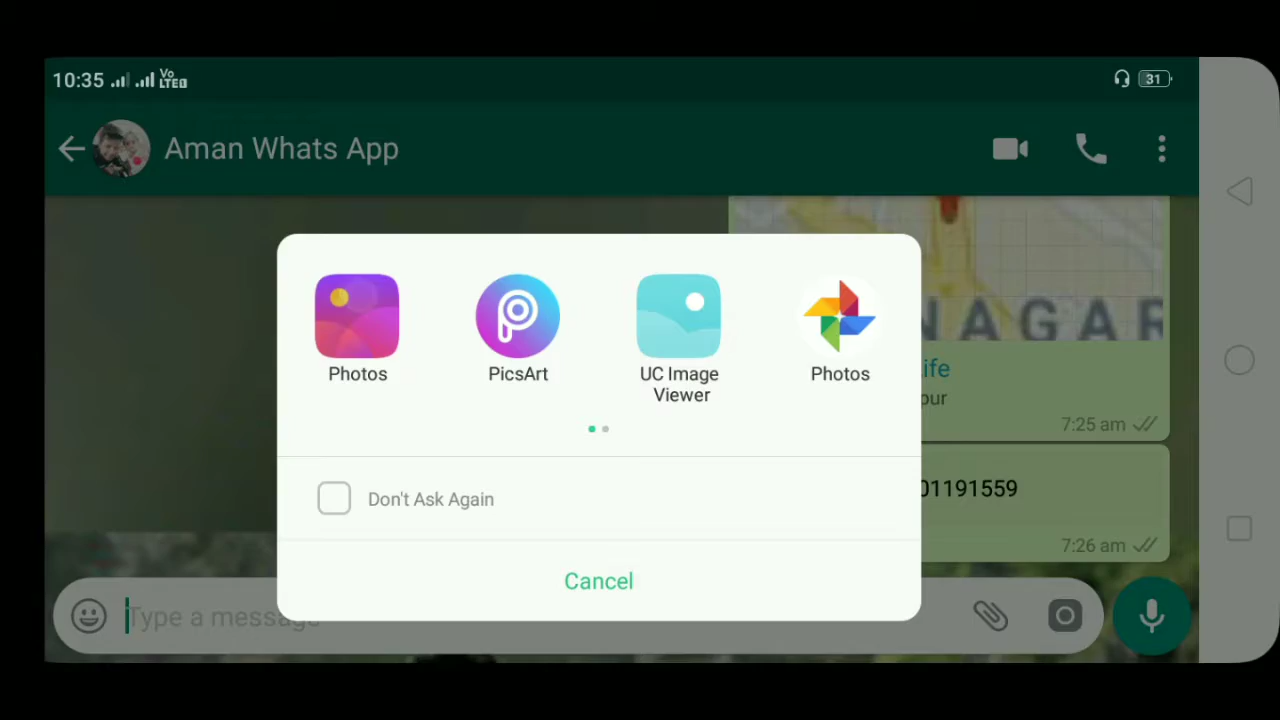 10:35 Vo LTE 31
Aman Whats App
NAGAR
Photos
PicsArt
UC Image
Viewer
Photos
ife
pur
7:25 am
Don't Ask Again
01191559
7:26 am
Cancel
Type a message